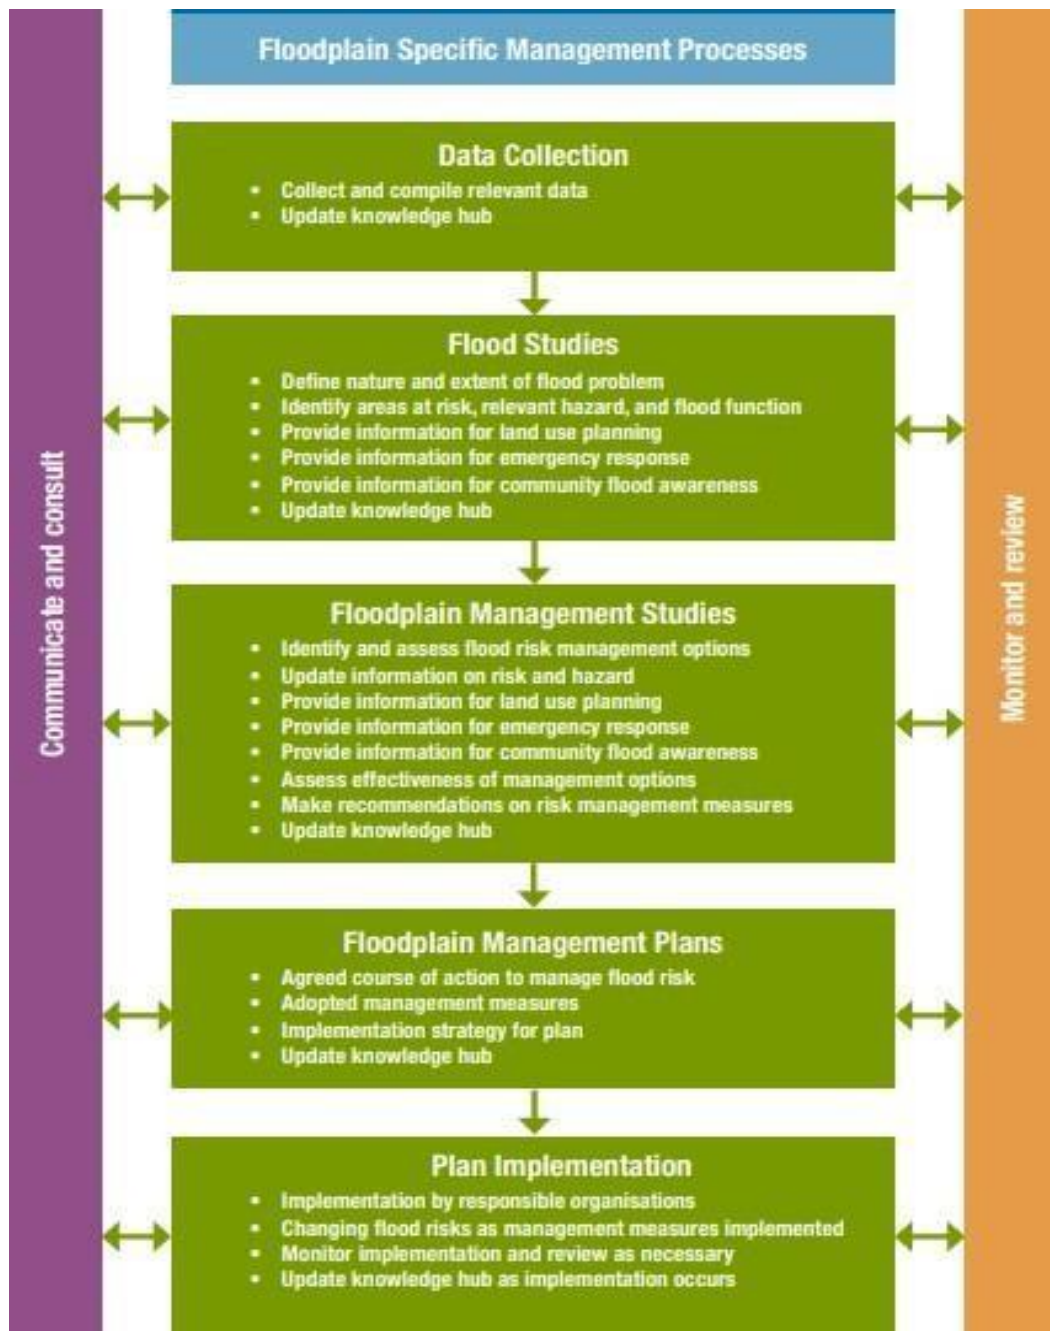 Floodplain Specific Management Processes
Data Collection
▪ Collect and compile relevant data
▪ Update knowledge hub
Flood Studies
▪ Define nature and extent of flood problem
▪ Identify areas at risk, relevant hazard, and flood function
▪ Provide information for land use planning
▪ Provide information for emergency response
▪ Provide information for community flood awareness
▪ Update knowledge hub
Floodplain Management Studies
▪ Identify and assess flood risk management options
▪ Update information on risk and hazard
▪ Provide information for land use planning
▪ Provide information for emergency response
▪ Provide information for community flood awareness
▪ Assess effectiveness of management options
▪ Make recommendations on risk management measures
▪ Update knowledge hub
Floodplain Management Plans
▪ Agreed course of action to manage flood risk
▪ Adopted management measures
▪ Implementation strategy for plan
▪ Update knowledge hub
Plan Implementation
▪ Implementation by responsible organisations
▪ Changing flood risks as management measures implemented
▪ Monitor implementation and review as necessary
▪ Update knowledge hub as implementation occurs
Communicate and consult
Monitor and review